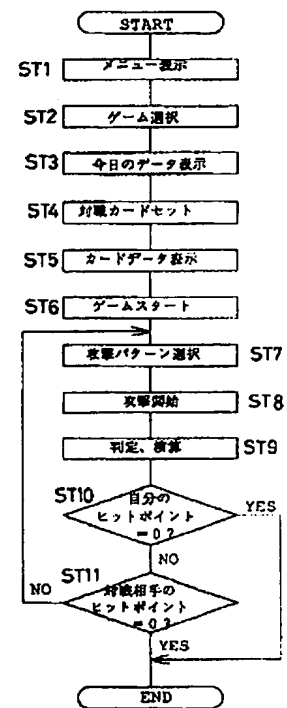 START
ST1 メニュー表示
ST2 ゲーム選択
ST3 今日のデータ表示
ST4 対戦カードセット
ST5 カードデータ表示
ST6 ゲームスタート
攻撃パターン選択 ST7
攻撃開始 ST8
判定、演算 ST9
ST10
自分の
ヒットポイント
=0?
YES
NO
ST11
対戦相手の
ヒットポイント
=0?
NO
YES
END